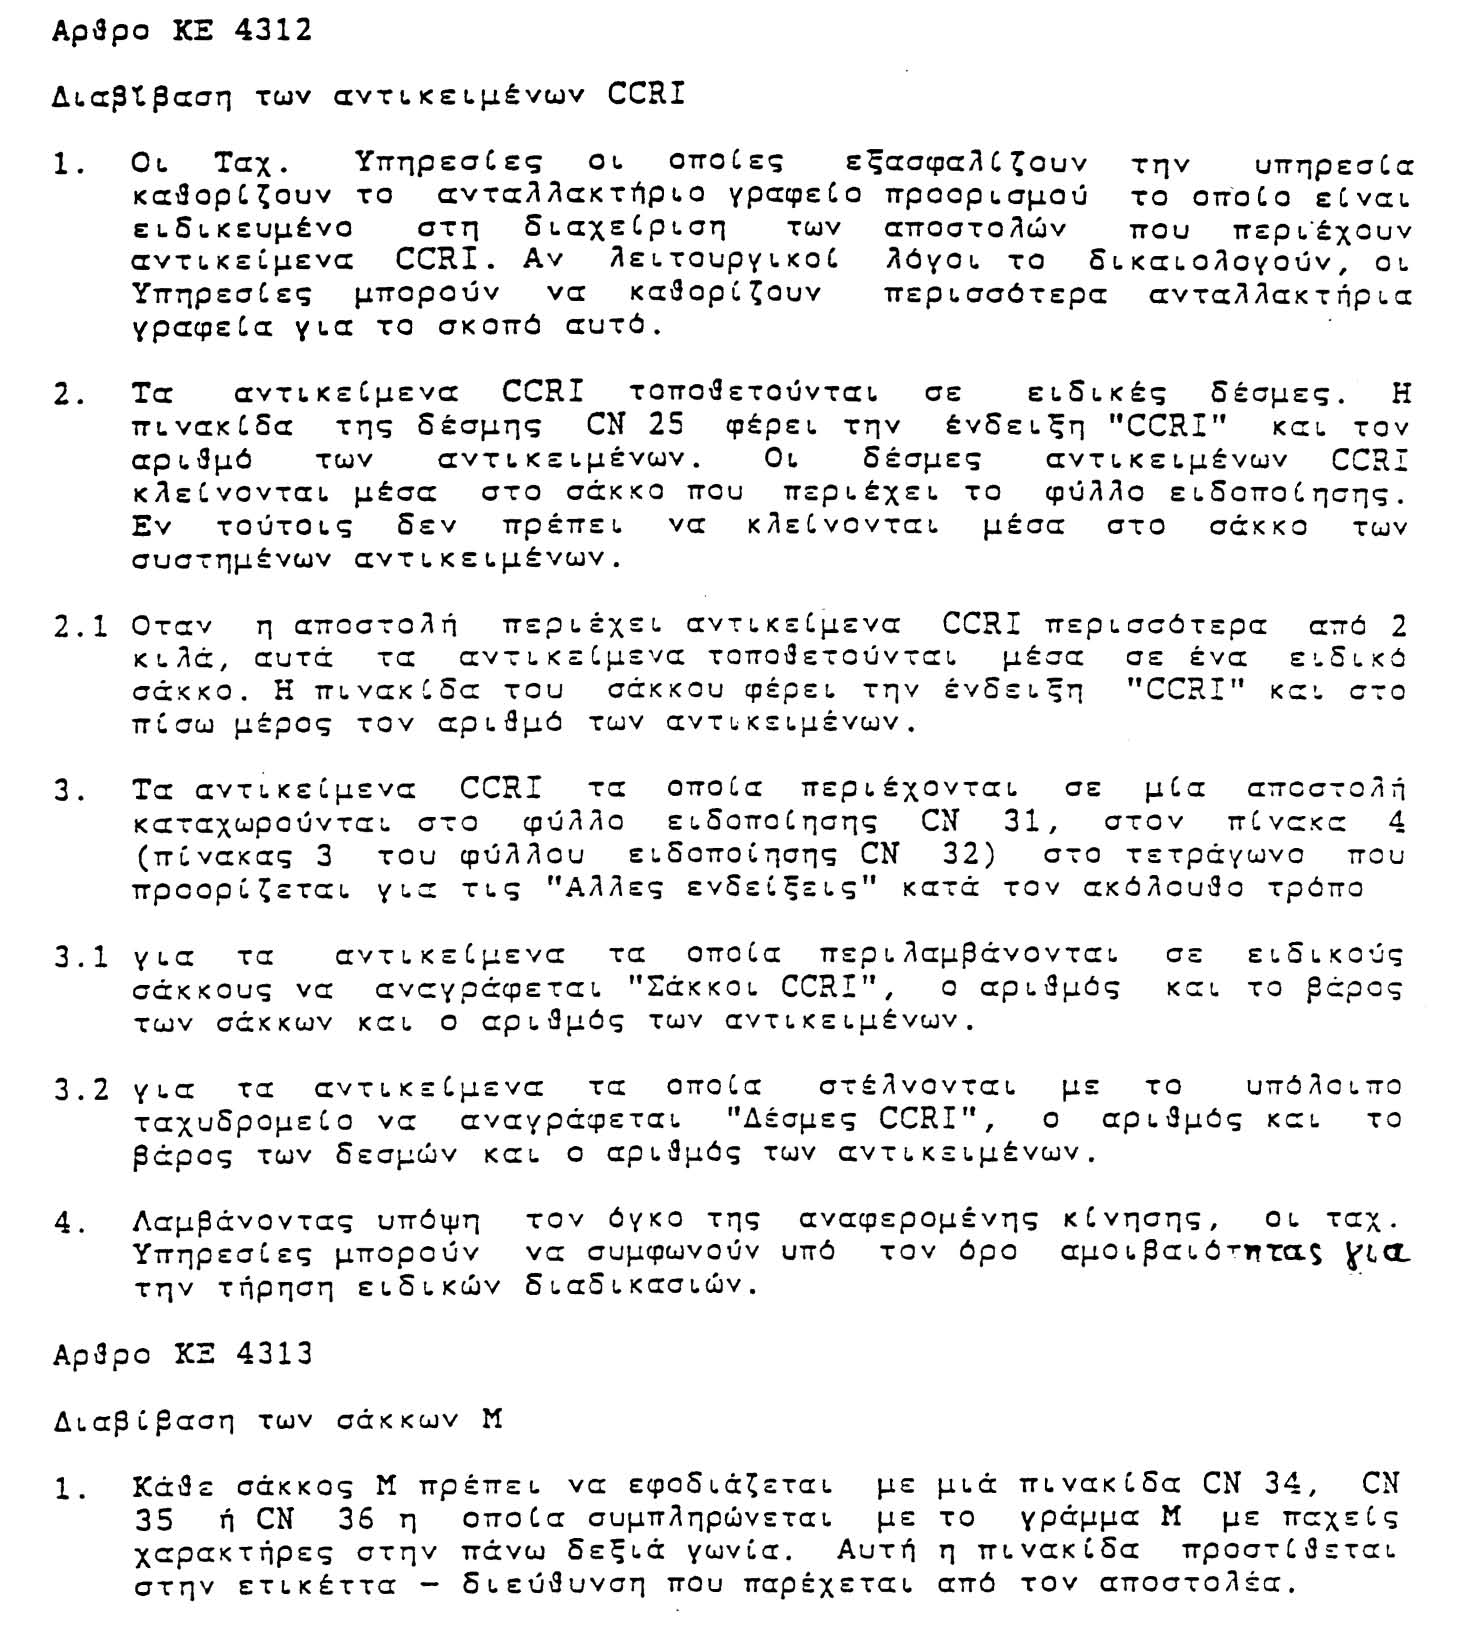 Αρθρο ΚΕ 4312
Διαβίβαση των αντικειμένων CCRI
1. Οι Ταχ. Υπηρεσίες οι οποίες εξασφαλίζουν την υπηρεσία
καθορίζουν το ανταλλακτήριο γραφείο προορισμού το οποίο είναι
ειδικευμένο στη διαχείριση των αποστολών που περιέχουν
αντικείμενα CCRI. Αν λειτουργικοί λόγοι το δικαιολογούν, οι
Υπηρεσίες μπορούν να καθορίζουν περισσότερα ανταλλακτήρια
γραφεία για το σκοπό αυτό.
2. Τα αντικείμενα CCRI τοποθετούνται σε ειδικές δέσμες. Η
πινακίδα της δέσμης CN 25 φέρει την ένδειξη "CCRI" και τον
αριθμό των αντικειμένων. Οι δέσμες αντικειμένων CCRI
κλείνονται μέσα στο σάκκο που περιέχει το φύλλο ειδοποίησης.
Εν τούτοις δεν πρέπει να κλείνονται μέσα στο σάκκο των
συστημένων αντικειμένων.
2.1 Οταν η αποστολή περιέχει αντικείμενα CCRI περισσότερα από 2
κιλά, αυτά τα αντικείμενα τοποθετούνται μέσα σε ένα ειδικό
σάκκο. Η πινακίδα του σάκκου φέρει την ένδειξη "CCRI" και στο
πίσω μέρος τον αριθμό των αντικειμένων.
3. Τα αντικείμενα CCRI τα οποία περιέχονται σε μία αποστολή
καταχωρούνται στο φύλλο ειδοποίησης CN 31, στον πίνακα 4
(πίνακας 3 του φύλλου ειδοποίησης CN 32) στο τετράγωνο που
προορίζεται για τις "Αλλες ενδείξεις" κατά τον ακόλουθο τρόπο
3.1 για τα αντικείμενα τα οποία περιλαμβάνονται σε ειδικούς
σάκκους να αναγράφεται "Σάκκοι CCRI", ο αριθμός και το βάρος
των σάκκων και ο αριθμός των αντικειμένων.
3.2 για τα αντικείμενα τα οποία στέλνονται με το υπόλοιπο
ταχυδρομείο να αναγράφεται "Δέσμες CCRI", ο αριθμός και το
βάρος των δεσμών και ο αριθμός των αντικειμένων.
4. Λαμβάνοντας υπόψη τον όγκο της αναφερομένης κίνησης, οι ταχ.
Υπηρεσίες μπορούν να συμφωνούν υπό τον όρο αμοιβαιότητας για
την τήρηση ειδικών διαδικασιών.
Αρθρο ΚΕ 4313
Διαβίβαση των σάκκων Μ
1. Κάθε σάκκος Μ πρέπει να εφοδιάζεται με μιά πινακίδα CN 34, CN
35 ή CN 36 η οποία συμπληρώνεται με το γράμμα Μ με παχείς
χαρακτήρες στην πάνω δεξιά γωνία. Αυτή η πινακίδα προστίθεται
στην ετικέττα – διεύθυνση που παρέχεται από τον αποστολέα.